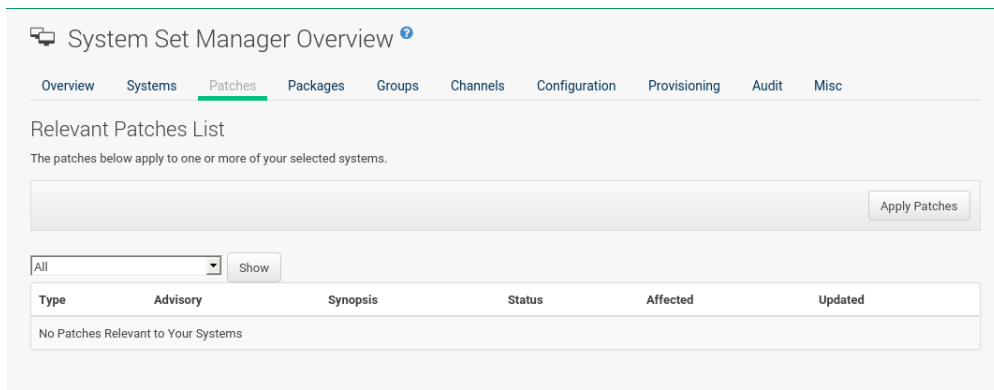 System Set Manager Overview ?
Overview Systems Patches Packages Groups Channels Configuration Provisioning Audit Misc
Relevant Patches List
The patches below apply to one or more of your selected systems.
Apply Patches
All Show
Type Advisory Synopsis Status Affected Updated
No Patches Relevant to Your Systems